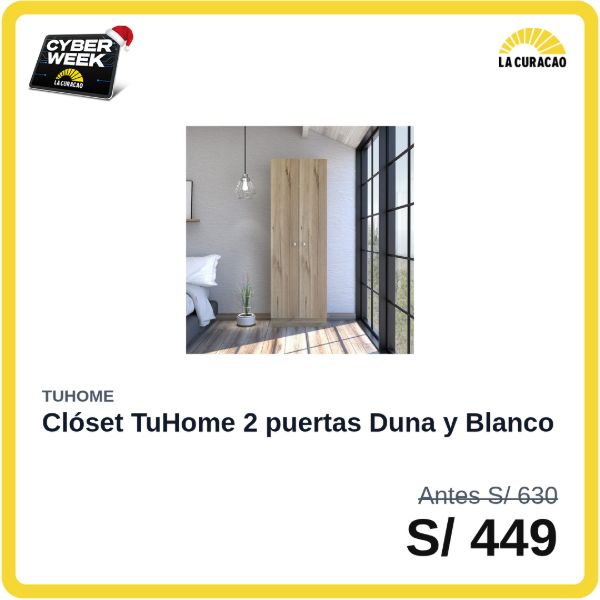 CYBER
WEEK
LA CURACAO
LA CURACAO
TUHOME
Clóset TuHome 2 puertas Duna y Blanco
Antes S/ 630
S/ 449